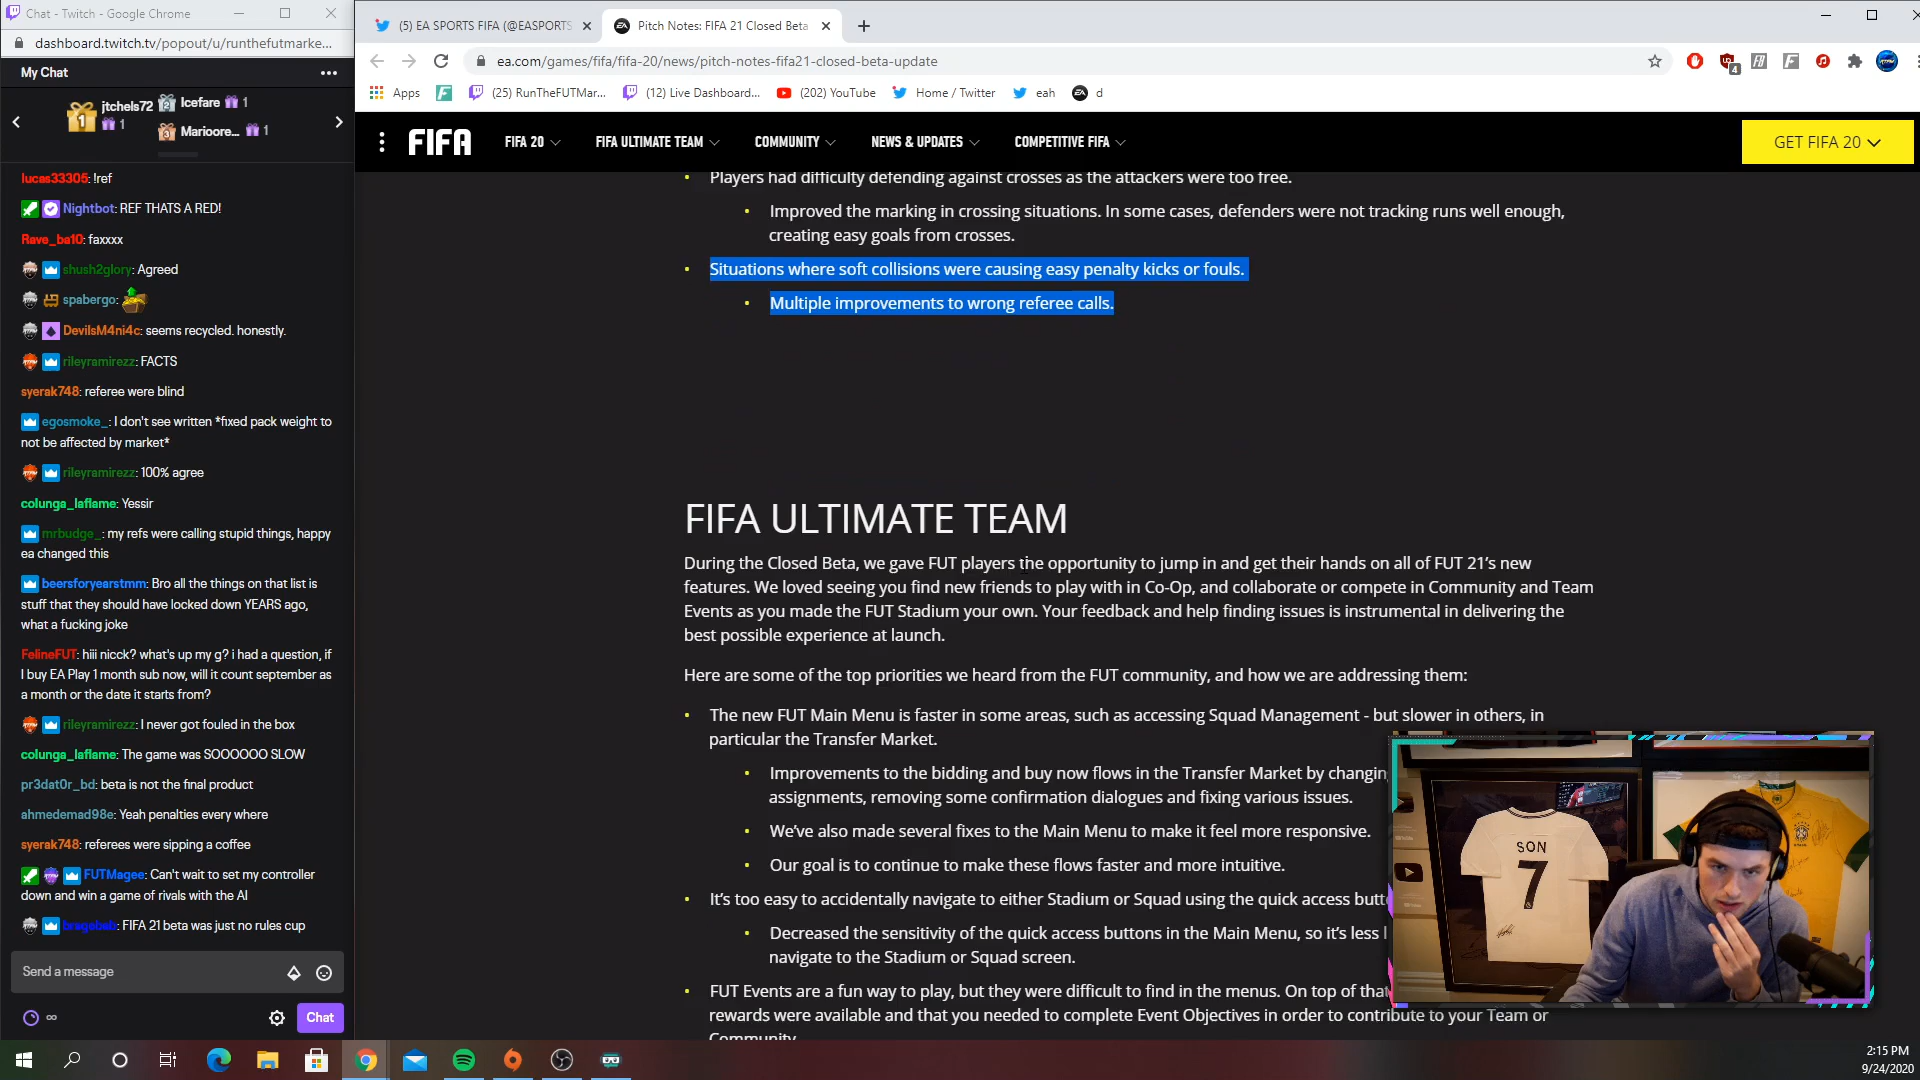 Chat - Twitch - Google Chrome
dashboard.twitch.tv/popout/u/runthefutmarke...
My Chat
jtchels72 1
1
2 Icefare 1
3 Marioore... 1
lucas33305: !ref
Nightbot: REF THATS A RED!
Rave_ba10: faxxxx
shush2glory: Agreed
spabergo:
DevilsM4ni4c: seems recycled. honestly.
rileyramirezz: FACTS
syerak748: referee were blind
egosmoke_: I don't see written *fixed pack weight to
not be affected by market*
rileyramirezz: 100% agree
colunga_laflame: Yessir
mrbudge_: my refs were calling stupid things, happy
ea changed this
beersforyearstmm: Bro all the things on that list is
stuff that they should have locked down YEARS ago,
what a fucking joke
FelineFUT: hiii nicck? what's up my g? i had a question, if
I buy EA Play 1 month sub now, will it count september as
a month or the date it starts from?
rileyramirezz: I never got fouled in the box
colunga_laflame: The game was SOOOOOO SLOW
pr3dat0r_bd: beta is not the final product
ahmedemad98e: Yeah penalties every where
syerak748: referees were sipping a coffee
FUTMagee: Can't wait to set my controller
down and win a game of rivals with the AI
bragabab: FIFA 21 beta was just no rules cup
Send a message
∞
Chat
(5) EA SPORTS FIFA (@EASPORTS
Pitch Notes: FIFA 21 Closed Beta
ea.com/games/fifa/fifa-20/news/pitch-notes-fifa21-closed-beta-update
4
Apps
(25) RunTheFUTMar...
(12) Live Dashboard...
(202) YouTube
Home / Twitter
eah
d
FIFA
FIFA 20
FIFA ULTIMATE TEAM
COMMUNITY
NEWS & UPDATES
COMPETITIVE FIFA
GET FIFA 20
• Players had difficulty defending against crosses as the attackers were too free.
• Improved the marking in crossing situations. In some cases, defenders were not tracking runs well enough,
creating easy goals from crosses.
• Situations where soft collisions were causing easy penalty kicks or fouls.
• Multiple improvements to wrong referee calls.
FIFA ULTIMATE TEAM
During the Closed Beta, we gave FUT players the opportunity to jump in and get their hands on all of FUT 21's new
features. We loved seeing you find new friends to play with in Co-Op, and collaborate or compete in Community and Team
Events as you made the FUT Stadium your own. Your feedback and help finding issues is instrumental in delivering the
best possible experience at launch.
Here are some of the top priorities we heard from the FUT community, and how we are addressing them:
• The new FUT Main Menu is faster in some areas, such as accessing Squad Management - but slower in others, in
particular the Transfer Market.
• Improvements to the bidding and buy now flows in the Transfer Market by changing
assignments, removing some confirmation dialogues and fixing various issues.
• We've also made several fixes to the Main Menu to make it feel more responsive.
• Our goal is to continue to make these flows faster and more intuitive.
• It's too easy to accidentally navigate to either Stadium or Squad using the quick access butt
• Decreased the sensitivity of the quick access buttons in the Main Menu, so it's less l
navigate to the Stadium or Squad screen.
• FUT Events are a fun way to play, but they were difficult to find in the menus. On top of that
rewards were available and that you needed to complete Event Objectives in order to contribute to your Team or
Community
SON
7
2:15 PM
9/24/2020